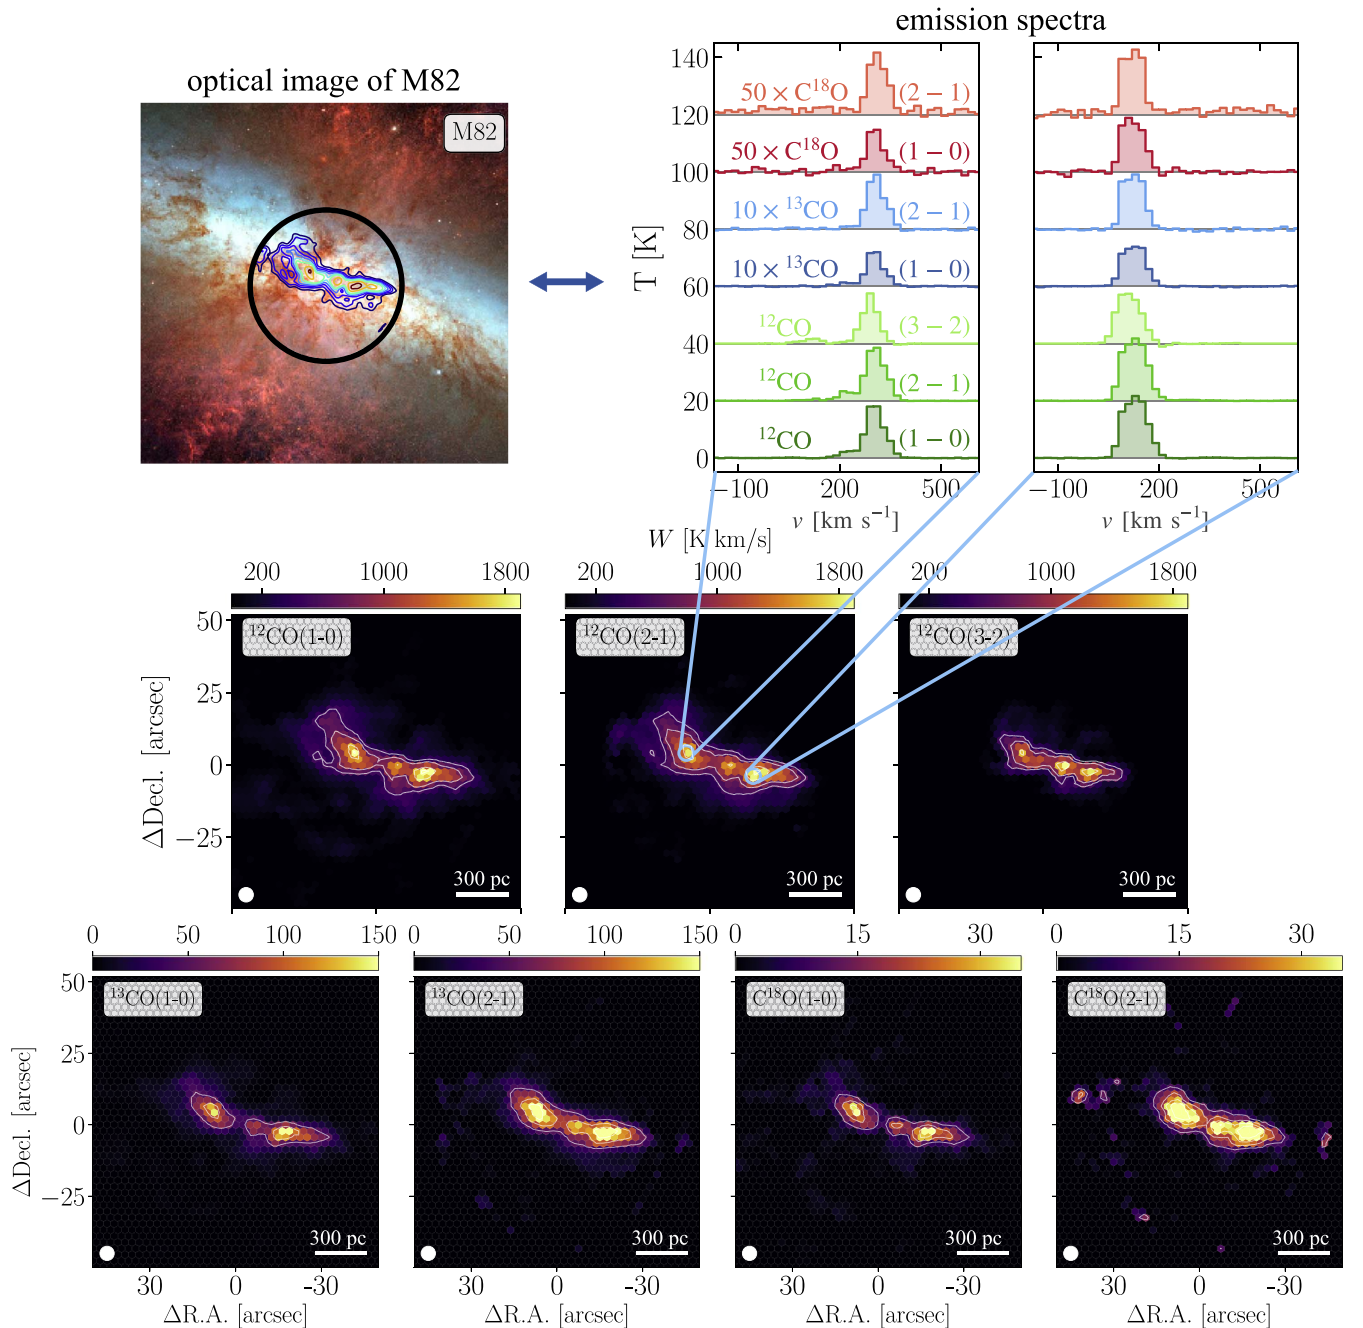 emission spectra
optical image of M82
M82
140
120
100
80
60
40
20
0
T [K]
50 × C¹⁸O (2 − 1)
50 × C¹⁸O (1 − 0)
10 × ¹³CO (2 − 1)
10 × ¹³CO (1 − 0)
¹²CO (3 − 2)
¹²CO (2 − 1)
¹²CO (1 − 0)
−100 200 500
v [km s⁻¹]
−100 200 500
v [km s⁻¹]
W [K km/s]
200 1000 1800
200 1000 1800
200 1000 1800
¹²CO(1-0)
¹²CO(2-1)
¹²CO(3-2)
50
25
0
−25
ΔDecl. [arcsec]
300 pc
300 pc
300 pc
0 50 100 150
0 50 100 150
0 15 30
0 15 30
¹³CO(1-0)
¹³CO(2-1)
C¹⁸O(1-0)
C¹⁸O(2-1)
50
25
0
−25
ΔDecl. [arcsec]
300 pc
300 pc
300 pc
300 pc
30 0 -30
30 0 -30
30 0 -30
30 0 -30
ΔR.A. [arcsec]
ΔR.A. [arcsec]
ΔR.A. [arcsec]
ΔR.A. [arcsec]